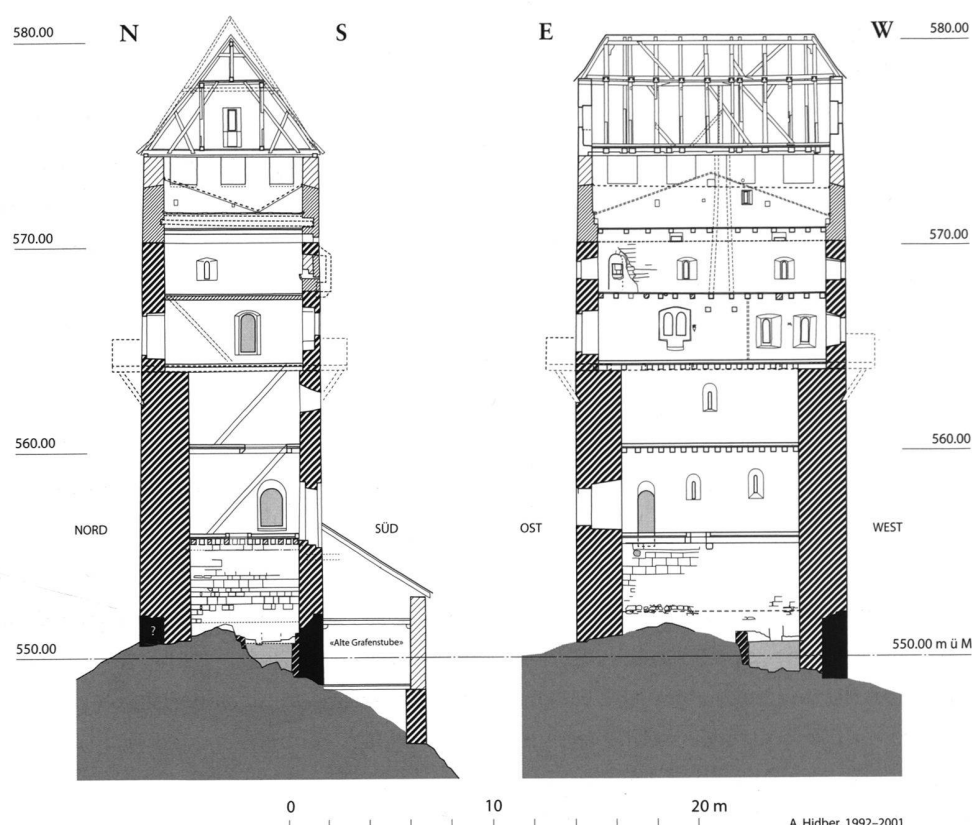 580.00 N S E W 580.00
570.00 570.00
560.00 560.00
NORD SÜD OST WEST
?
«Alte Grafenstube»
550.00 550.00 m ü M
0 10 20 m
A. Hidber, 1992–2001